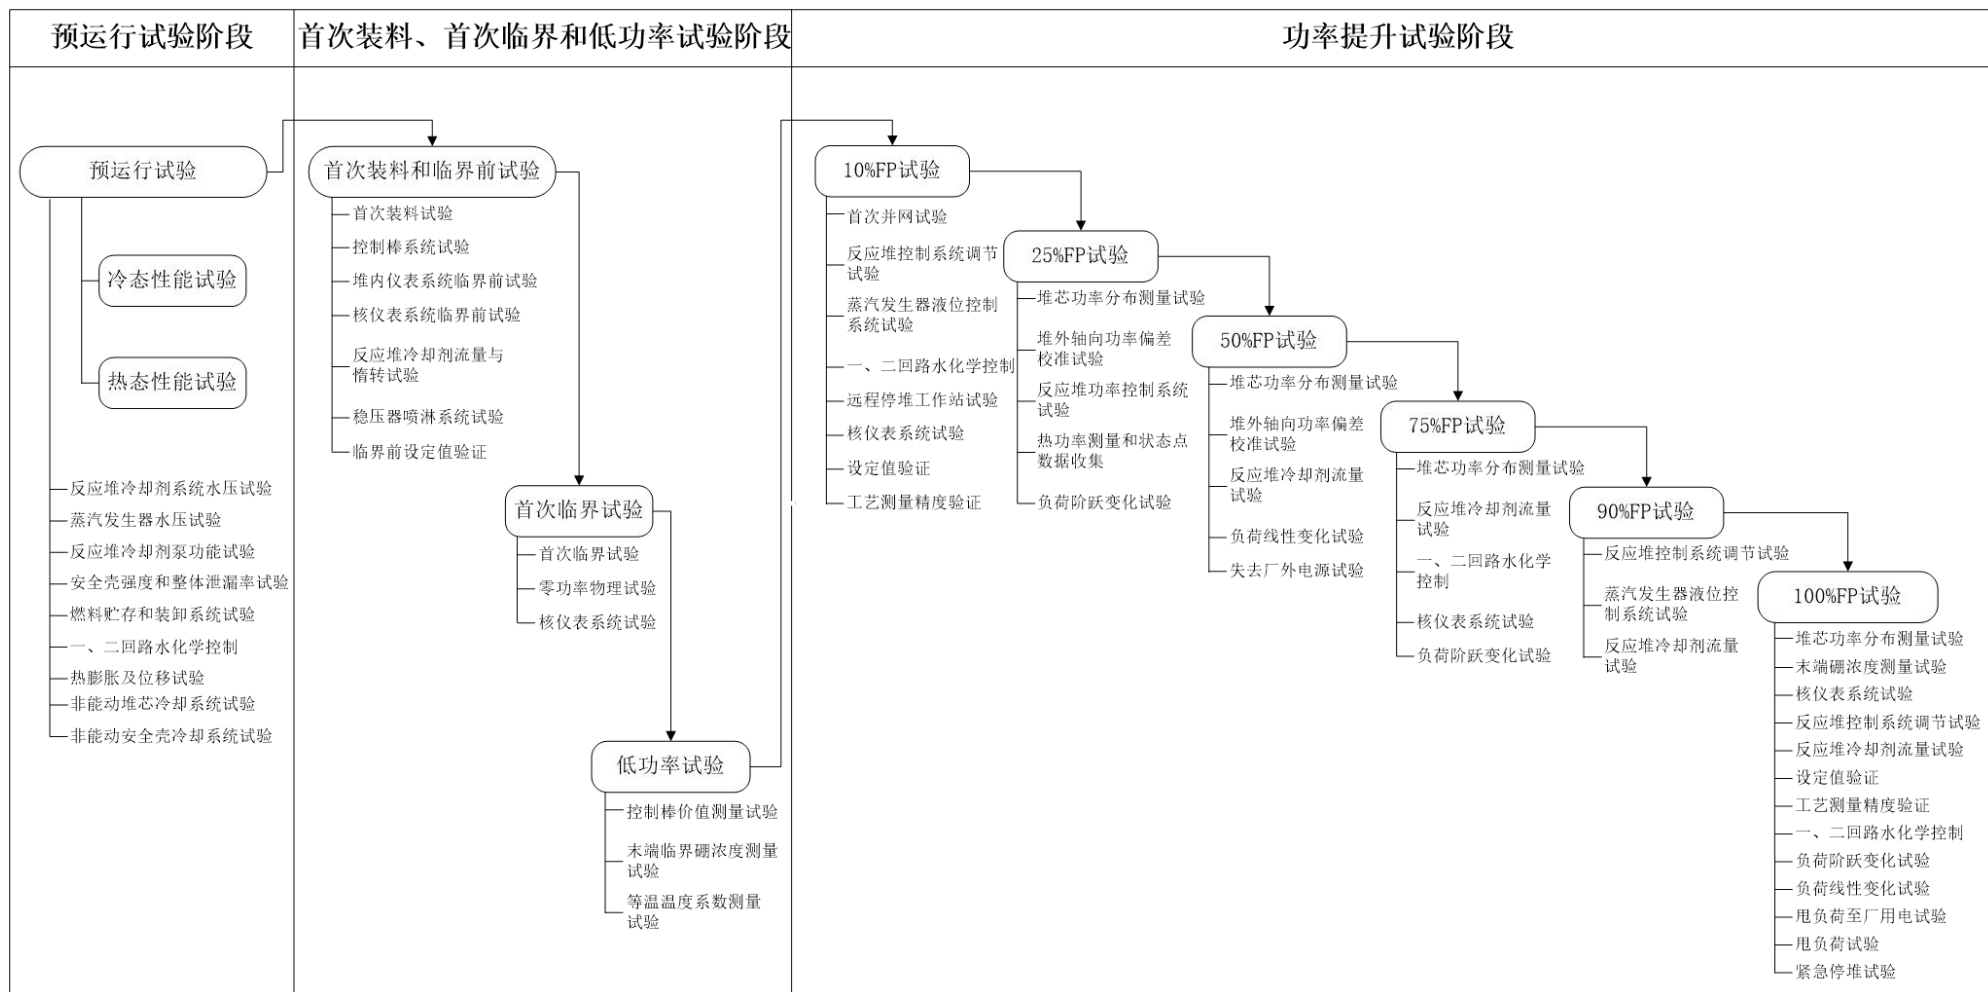 预运行试验阶段
首次装料、首次临界和低功率试验阶段
功率提升试验阶段
预运行试验
冷态性能试验
热态性能试验
反应堆冷却剂系统水压试验
蒸汽发生器水压试验
反应堆冷却剂泵功能试验
安全壳强度和整体泄漏率试验
燃料贮存和装卸系统试验
一、二回路水化学控制
热膨胀及位移试验
非能动堆芯冷却系统试验
非能动安全壳冷却系统试验
首次装料和临界前试验
首次装料试验
控制棒系统试验
堆内仪表系统临界前试验
核仪表系统临界前试验
反应堆冷却剂流量与
惰转试验
稳压器喷淋系统试验
临界前设定值验证
首次临界试验
首次临界试验
零功率物理试验
核仪表系统试验
低功率试验
控制棒价值测量试验
末端临界硼浓度测量
试验
等温温度系数测量
试验
10%FP试验
首次并网试验
反应堆控制系统调节
试验
蒸汽发生器液位控制
系统试验
一、二回路水化学控制
远程停堆工作站试验
核仪表系统试验
设定值验证
工艺测量精度验证
25%FP试验
堆芯功率分布测量试验
堆外轴向功率偏差
校准试验
反应堆功率控制系统
试验
热功率测量和状态点
数据收集
负荷阶跃变化试验
50%FP试验
堆芯功率分布测量试验
堆外轴向功率偏差
校准试验
反应堆冷却剂流量
试验
负荷线性变化试验
失去厂外电源试验
75%FP试验
堆芯功率分布测量试验
反应堆冷却剂流量
试验
一、二回路水化学
控制
核仪表系统试验
负荷阶跃变化试验
90%FP试验
反应堆控制系统调节试验
蒸汽发生器液位控
制系统试验
反应堆冷却剂流量
试验
100%FP试验
堆芯功率分布测量试验
末端硼浓度测量试验
核仪表系统试验
反应堆控制系统调节试验
反应堆冷却剂流量试验
设定值验证
工艺测量精度验证
一、二回路水化学控制
负荷阶跃变化试验
负荷线性变化试验
甩负荷至厂用电试验
甩负荷试验
紧急停堆试验